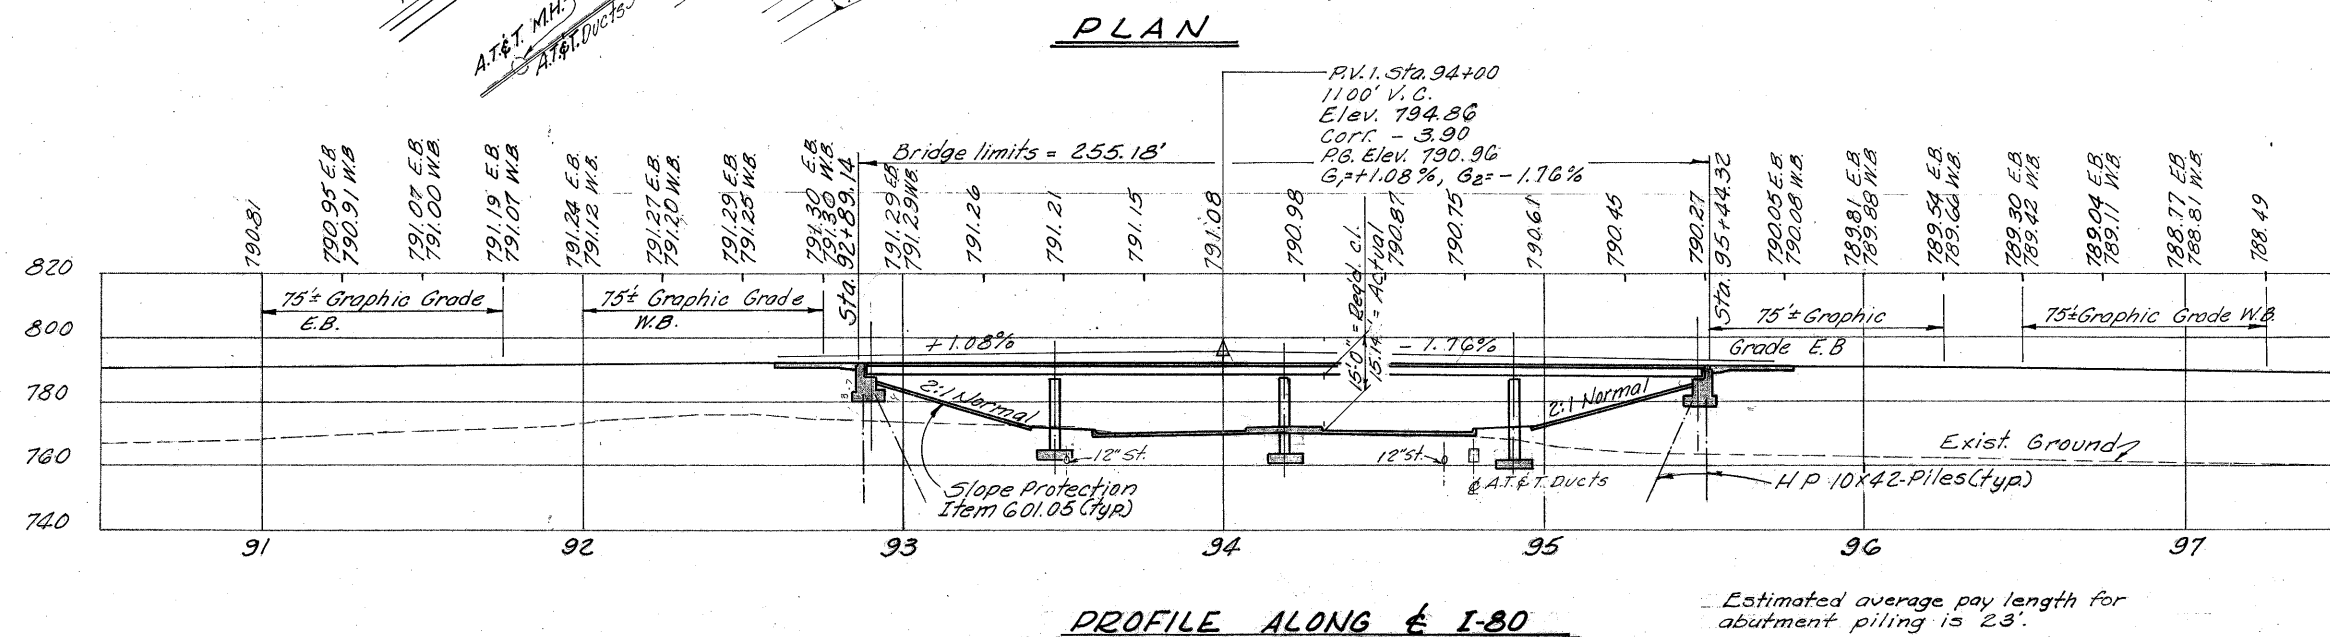 A.T.&T. M.H.
A.T.&T. Ducts
PLAN
P.V.I. Sta. 94+00
1100' V.C.
Elev. 794.86
Corr. - 3.90
P.G. Elev. 790.96
G1=+1.08%, G2=-1.76%
Bridge limits = 255.18'
790.81
790.95 E.B.
790.91 W.B.
791.07 E.B.
791.00 W.B.
791.19 E.B.
791.07 W.B.
791.24 E.B.
791.12 W.B.
791.27 E.B.
791.20 W.B.
791.29 E.B.
791.25 W.B.
791.30 E.B.
791.30 W.B.
Sta. 92+89.14
791.29 E.B.
791.29 W.B.
791.26
791.21
791.15
791.08
790.98
15'-0" = Req'd. cl.
15.14' = Actual
790.87
790.75
790.61
790.45
790.27
Sta. 95+44.32
790.05 E.B.
790.08 W.B.
789.81 E.B.
789.88 W.B.
789.54 E.B.
789.66 W.B.
789.30 E.B.
789.42 W.B.
789.04 E.B.
789.11 W.B.
788.77 E.B.
788.81 W.B.
788.49
820
75'± Graphic Grade
E.B.
75'± Graphic Grade
W.B.
75'± Graphic
Grade E.B
75'± Graphic Grade W.B.
800
+1.08%
- 1.76%
780
2:1 Normal
2:1 Normal
760
12" St.
12" St.
℄ A.T.&T. Ducts
Exist. Ground
Slope Protection
Item 601.05 (typ)
HP 10x42-Piles (typ.)
740
91
92
93
94
95
96
97
PROFILE ALONG ℄ I-80
Estimated average pay length for
abutment piling is 23'.